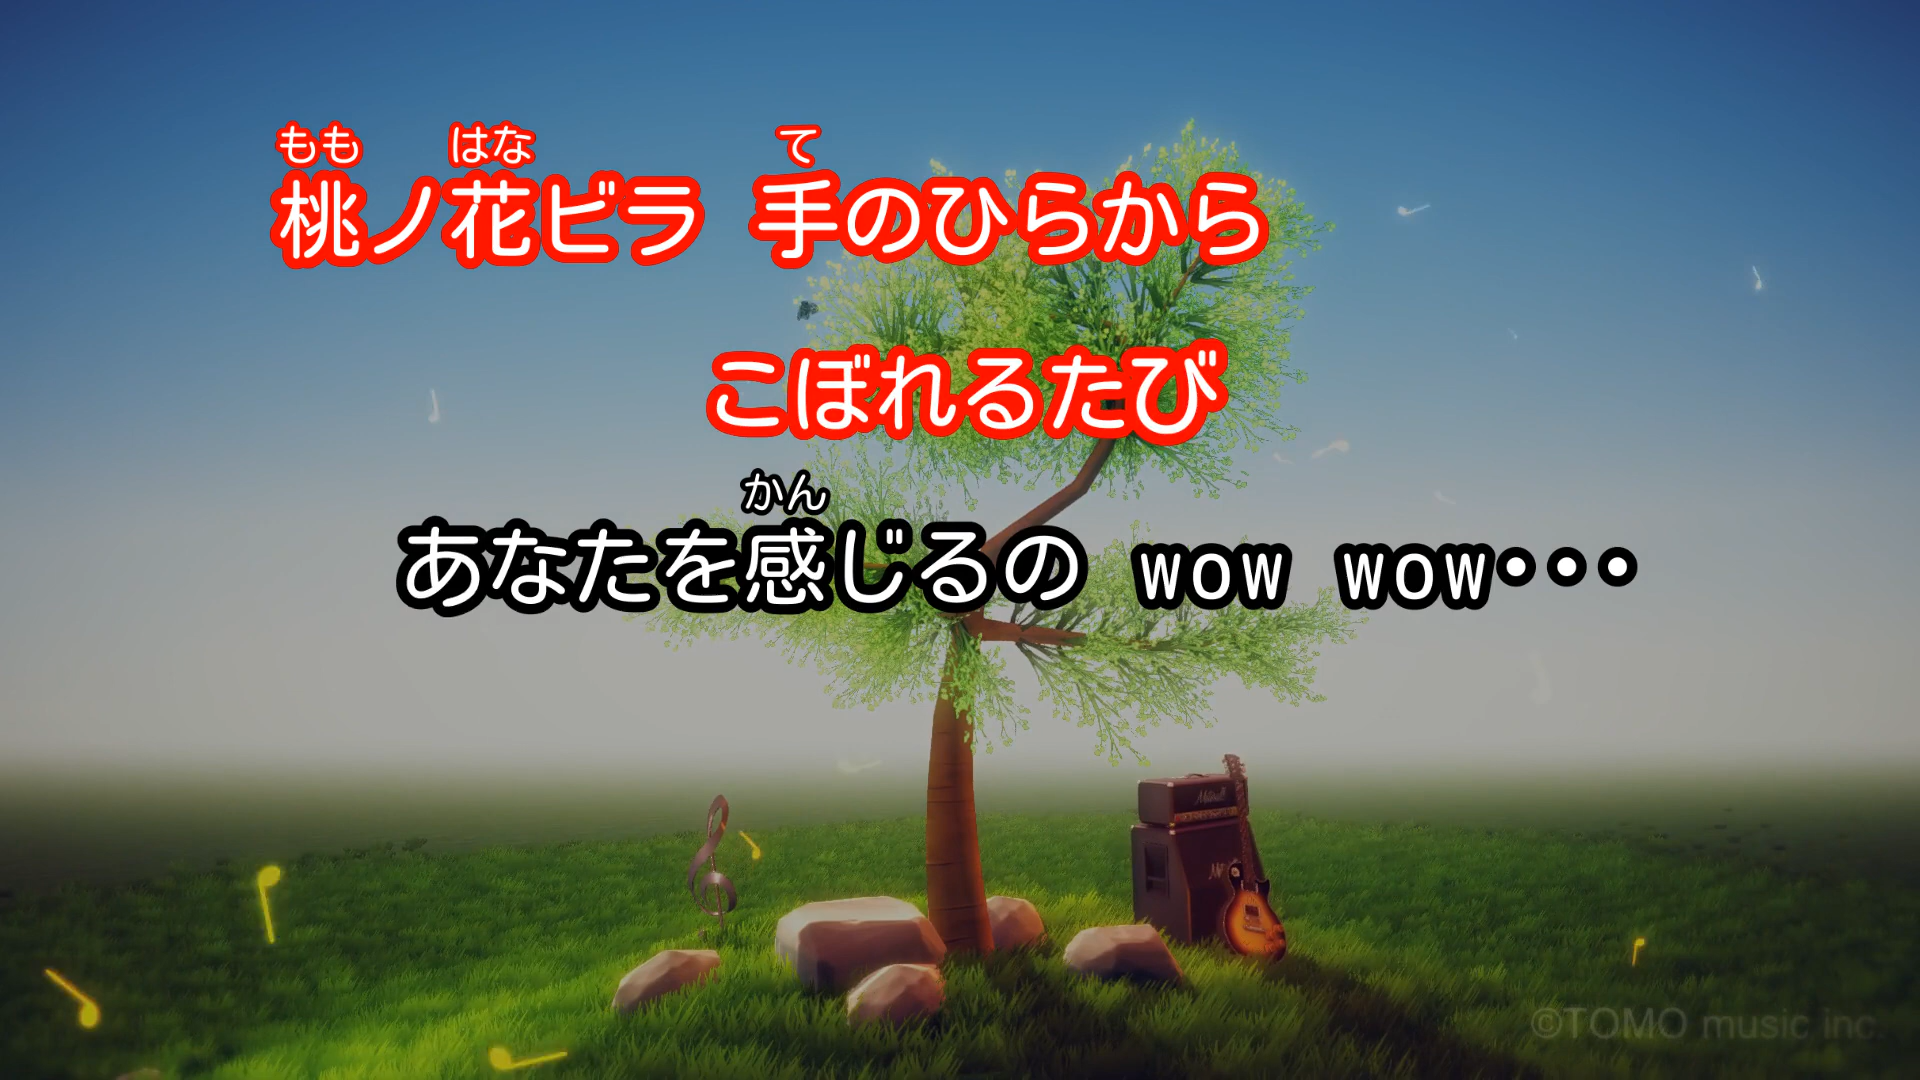 もも はな て
桃ノ花ビラ 手のひらから
こぼれるたび
かん
あなたを感じるの wow wow・・・
©TOMO music inc.